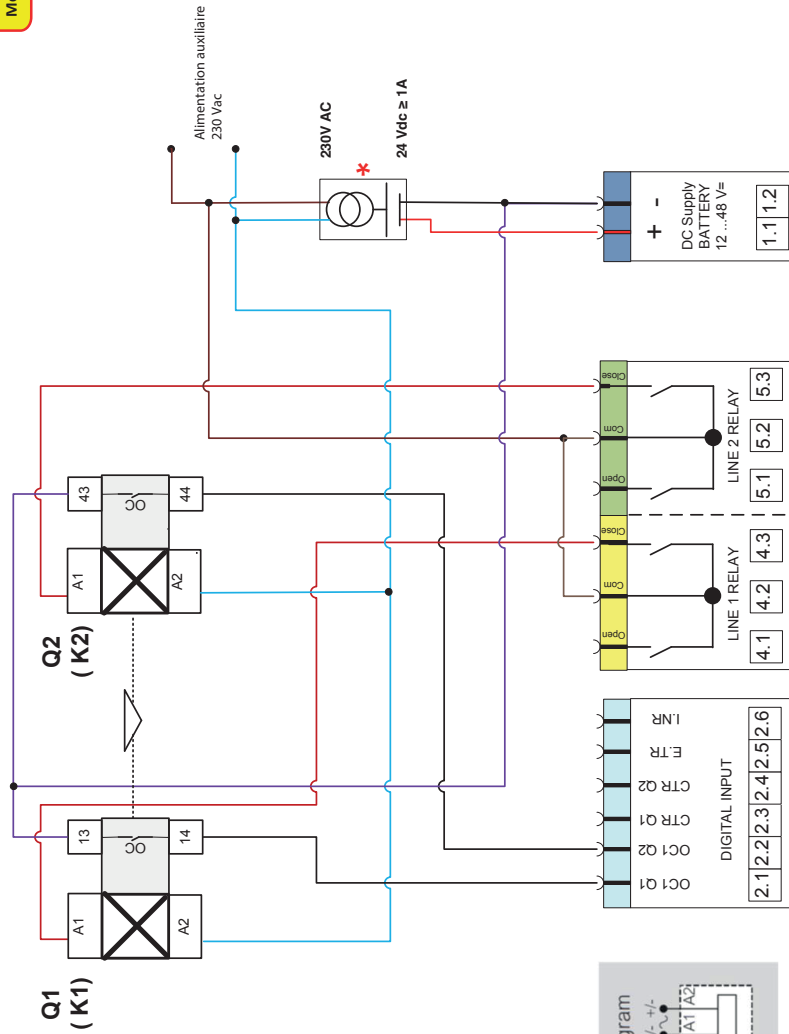 Alimentation auxiliaire
230 Vac
230V AC
*
24 Vdc ≥ 1A
Q2
( K2)
A1
A2
43
OC
44
Q1
( K1)
A1
A2
13
OC
14
+ -
DC Supply
BATTERY
12 ...48 V=
1.1 1.2
Open Com Close
LINE 1 RELAY
4.1 4.2 4.3
Open Com Close
LINE 2 RELAY
5.1 5.2 5.3
OC1 Q1
OC1 Q2
CTR Q1
CTR Q2
E.TR
I.NR
DIGITAL INPUT
2.1 2.2 2.3 2.4 2.5 2.6
+/-
A1 A2